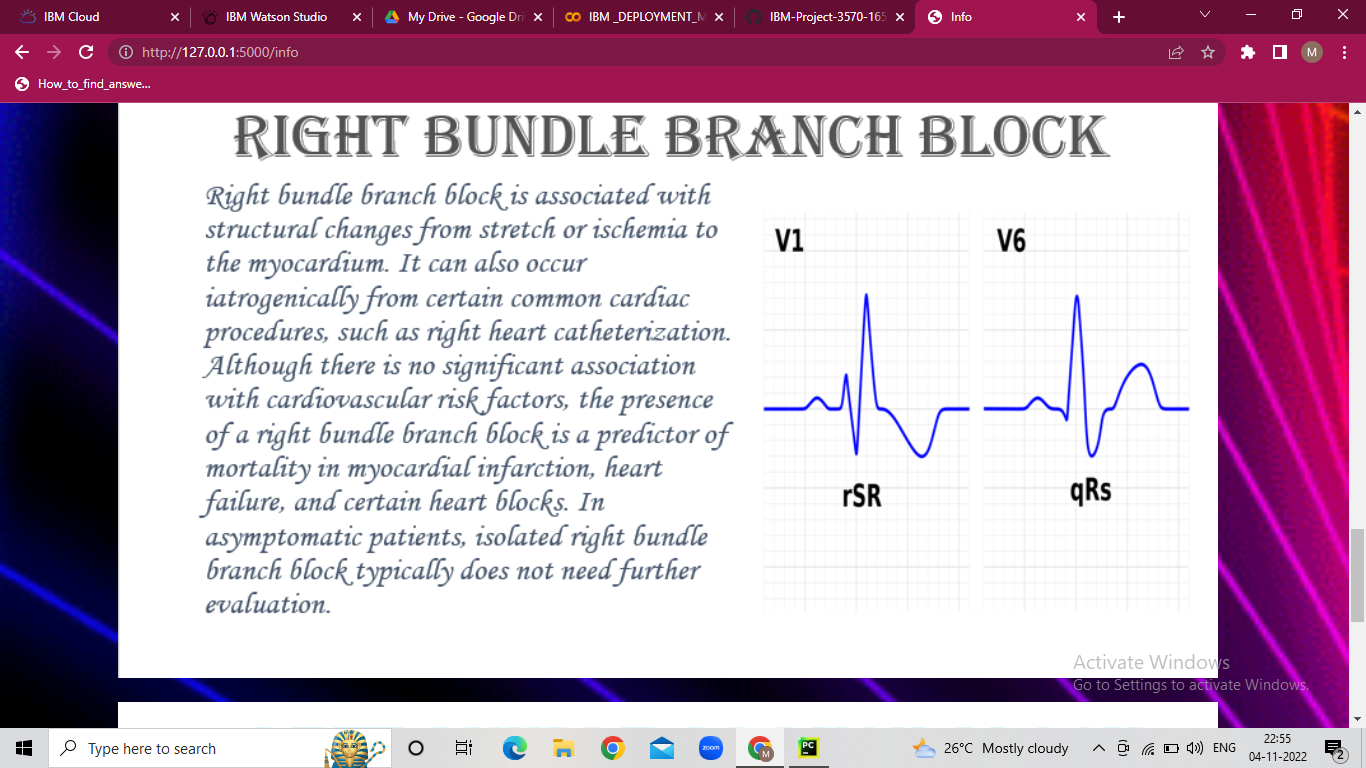 IBM Cloud
IBM Watson Studio
My Drive - Google Dri
IBM _DEPLOYMENT_M
IBM-Project-3570-165
Info
http://127.0.0.1:5000/info
M
How_to_find_answe...
RIGHT BUNDLE BRANCH BLOCK
Right bundle branch block is associated with
structural changes from stretch or ischemia to
the myocardium. It can also occur
iatrogenically from certain common cardiac
procedures, such as right heart catheterization.
Although there is no significant association
with cardiovascular risk factors, the presence
of a right bundle branch block is a predictor of
mortality in myocardial infarction, heart
failure, and certain heart blocks. In
asymptomatic patients, isolated right bundle
branch block typically does not need further
evaluation.
V1
V6
rSR
qRs
Activate Windows
Go to Settings to activate Windows.
Type here to search
zoom
M
PC
26°C Mostly cloudy
ENG
22:55
04-11-2022
2